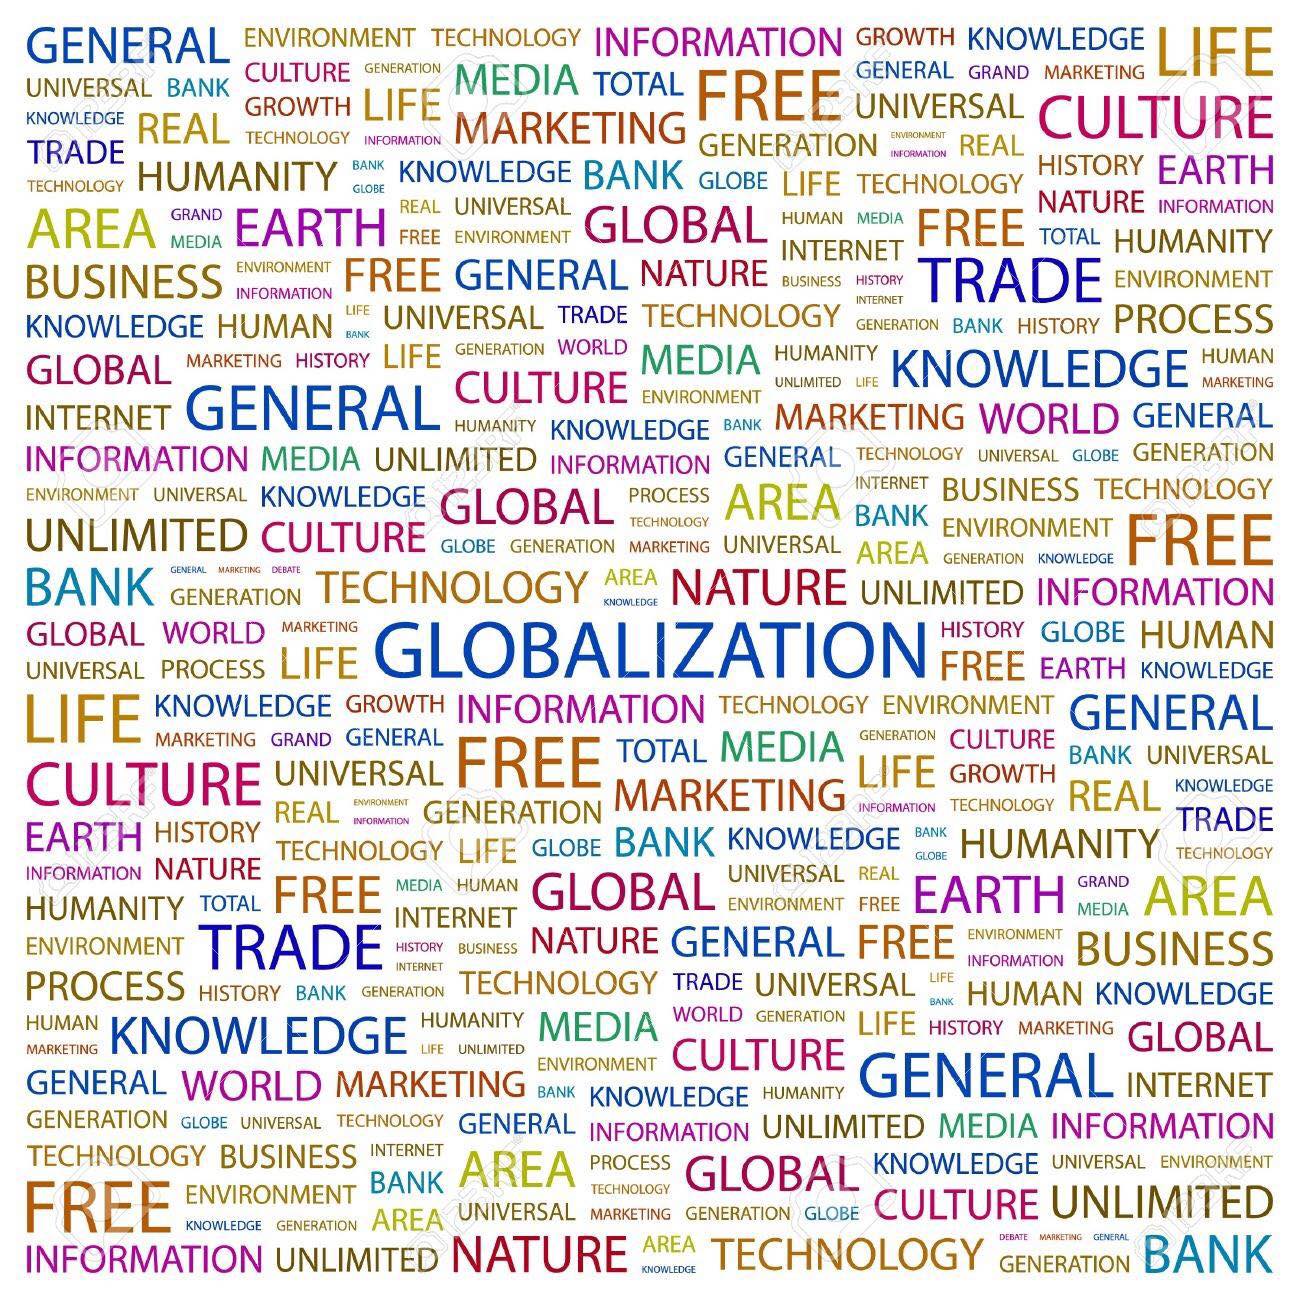 GENERAL ENVIRONMENT TECHNOLOGY INFORMATION GROWTH KNOWLEDGE LIFE
UNIVERSAL BANK CULTURE GENERATION MEDIA TOTAL FREE GENERAL GRAND MARKETING
KNOWLEDGE REAL GROWTH LIFE MARKETING UNIVERSAL CULTURE
TRADE TECHNOLOGY INFORMATION GENERATION ENVIRONMENT INFORMATION REAL HISTORY EARTH
TECHNOLOGY HUMANITY BANK GLOBE KNOWLEDGE BANK GLOBE LIFE TECHNOLOGY NATURE INFORMATION
AREA GRAND MEDIA EARTH REAL UNIVERSAL GLOBAL HUMAN MEDIA FREE TOTAL HUMANITY
FREE ENVIRONMENT INTERNET
BUSINESS ENVIRONMENT INFORMATION FREE GENERAL NATURE BUSINESS HISTORY TRADE ENVIRONMENT
KNOWLEDGE HUMAN LIFE BANK UNIVERSAL TRADE TECHNOLOGY INTERNET GENERATION BANK HISTORY PROCESS
GLOBAL MARKETING HISTORY LIFE GENERATION WORLD MEDIA HUMANITY KNOWLEDGE HUMAN
UNLIMITED LIFE MARKETING
INTERNET GENERAL CULTURE ENVIRONMENT MARKETING WORLD GENERAL
HUMANITY KNOWLEDGE BANK
INFORMATION MEDIA UNLIMITED INFORMATION GENERAL TECHNOLOGY UNIVERSAL GLOBE GENERATION
ENVIRONMENT UNIVERSAL KNOWLEDGE GLOBAL PROCESS AREA INTERNET BUSINESS TECHNOLOGY
UNLIMITED CULTURE TECHNOLOGY BANK ENVIRONMENT FREE
GLOBE GENERATION MARKETING UNIVERSAL AREA GENERATION KNOWLEDGE
BANK GENERAL MARKETING DEBATE TECHNOLOGY AREA NATURE UNLIMITED INFORMATION
GENERATION KNOWLEDGE
GLOBAL WORLD MARKETING GLOBALIZATION HISTORY GLOBE HUMAN
UNIVERSAL PROCESS LIFE FREE EARTH KNOWLEDGE
LIFE KNOWLEDGE GROWTH INFORMATION TECHNOLOGY ENVIRONMENT GENERAL
MARKETING GRAND GENERAL FREE TOTAL MEDIA GENERATION CULTURE BANK UNIVERSAL
CULTURE UNIVERSAL MARKETING LIFE GROWTH KNOWLEDGE
REAL ENVIRONMENT INFORMATION GENERATION INFORMATION TECHNOLOGY REAL TRADE
EARTH HISTORY TECHNOLOGY LIFE GLOBE BANK KNOWLEDGE BANK GLOBE HUMANITY TECHNOLOGY
INFORMATION NATURE FREE MEDIA HUMAN GLOBAL UNIVERSAL REAL EARTH GRAND AREA
HUMANITY TOTAL INTERNET ENVIRONMENT FREE MEDIA
ENVIRONMENT TRADE HISTORY BUSINESS NATURE GENERAL FREE ENVIRONMENT INFORMATION BUSINESS
INTERNET
PROCESS HISTORY BANK GENERATION TECHNOLOGY TRADE UNIVERSAL LIFE BANK HUMAN KNOWLEDGE
HUMAN KNOWLEDGE HUMANITY MEDIA WORLD GENERATION LIFE HISTORY MARKETING GLOBAL
MARKETING LIFE UNLIMITED ENVIRONMENT CULTURE
GENERAL WORLD MARKETING BANK KNOWLEDGE HUMANITY GENERAL INTERNET
GENERATION GLOBE UNIVERSAL TECHNOLOGY GENERAL INFORMATION UNLIMITED MEDIA INFORMATION
TECHNOLOGY BUSINESS INTERNET AREA PROCESS GLOBAL KNOWLEDGE UNIVERSAL ENVIRONMENT
FREE ENVIRONMENT BANK TECHNOLOGY CULTURE UNLIMITED
KNOWLEDGE GENERATION AREA UNIVERSAL MARKETING GENERATION GLOBE
INFORMATION UNLIMITED NATURE AREA KNOWLEDGE TECHNOLOGY DEBATE MARKETING GENERAL BANK
GENERATION